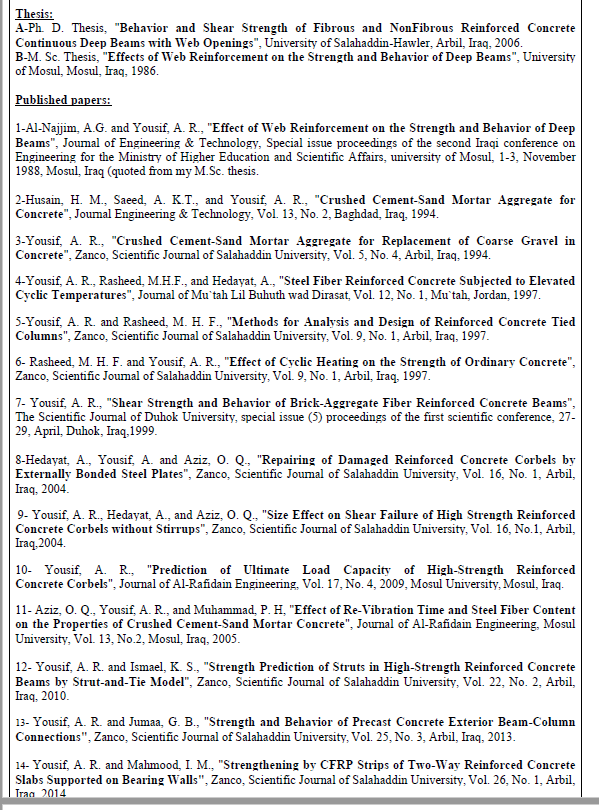 Thesis:
A-Ph. D. Thesis, "Behavior and Shear Strength of Fibrous and NonFibrous Reinforced Concrete
Continuous Deep Beams with Web Openings", University of Salahaddin-Hawler, Arbil, Iraq, 2006.
B-M. Sc. Thesis, "Effects of Web Reinforcement on the Strength and Behavior of Deep Beams", University
of Mosul, Mosul, Iraq, 1986.
Published papers:
1-Al-Najjim, A.G. and Yousif, A. R., "Effect of Web Reinforcement on the Strength and Behavior of Deep
Beams", Journal of Engineering & Technology, Special issue proceedings of the second Iraqi conference on
Engineering for the Ministry of Higher Education and Scientific Affairs, university of Mosul, 1-3, November
1988, Mosul, Iraq (quoted from my M.Sc. thesis.
2-Husain, H. M., Saeed, A. K.T., and Yousif, A. R., "Crushed Cement-Sand Mortar Aggregate for
Concrete", Journal Engineering & Technology, Vol. 13, No. 2, Baghdad, Iraq, 1994.
3-Yousif, A. R., "Crushed Cement-Sand Mortar Aggregate for Replacement of Coarse Gravel in
Concrete", Zanco, Scientific Journal of Salahaddin University, Vol. 5, No. 4, Arbil, Iraq, 1994.
4-Yousif, A. R., Rasheed, M.H.F., and Hedayat, A., "Steel Fiber Reinforced Concrete Subjected to Elevated
Cyclic Temperatures", Journal of Mu`tah Lil Buhuth wad Dirasat, Vol. 12, No. 1, Mu`tah, Jordan, 1997.
5-Yousif, A. R. and Rasheed, M. H. F., "Methods for Analysis and Design of Reinforced Concrete Tied
Columns", Zanco, Scientific Journal of Salahaddin University, Vol. 9, No. 1, Arbil, Iraq, 1997.
6- Rasheed, M. H. F. and Yousif, A. R., "Effect of Cyclic Heating on the Strength of Ordinary Concrete",
Zanco, Scientific Journal of Salahaddin University, Vol. 9, No. 1, Arbil, Iraq, 1997.
7- Yousif, A. R., "Shear Strength and Behavior of Brick-Aggregate Fiber Reinforced Concrete Beams",
The Scientific Journal of Duhok University, special issue (5) proceedings of the first scientific conference, 27-
29, April, Duhok, Iraq,1999.
8-Hedayat, A., Yousif, A. and Aziz, O. Q., "Repairing of Damaged Reinforced Concrete Corbels by
Externally Bonded Steel Plates", Zanco, Scientific Journal of Salahaddin University, Vol. 16, No. 1, Arbil,
Iraq, 2004.
9- Yousif, A. R., Hedayat, A., and Aziz, O. Q., "Size Effect on Shear Failure of High Strength Reinforced
Concrete Corbels without Stirrups", Zanco, Scientific Journal of Salahaddin University, Vol. 16, No.1, Arbil,
Iraq,2004.
10- Yousif, A. R., "Prediction of Ultimate Load Capacity of High-Strength Reinforced
Concrete Corbels", Journal of Al-Rafidain Engineering, Vol. 17, No. 4, 2009, Mosul University, Mosul, Iraq.
11- Aziz, O. Q., Yousif, A. R., and Muhammad, P. H, "Effect of Re-Vibration Time and Steel Fiber Content
on the Properties of Crushed Cement-Sand Mortar Concrete", Journal of Al-Rafidain Engineering, Mosul
University, Vol. 13, No.2, Mosul, Iraq, 2005.
12- Yousif, A. R. and Ismael, K. S., "Strength Prediction of Struts in High-Strength Reinforced Concrete
Beams by Strut-and-Tie Model", Zanco, Scientific Journal of Salahaddin University, Vol. 22, No. 2, Arbil,
Iraq, 2010.
13- Yousif, A. R. and Jumaa, G. B., "Strength and Behavior of Precast Concrete Exterior Beam-Column
Connections", Zanco, Scientific Journal of Salahaddin University, Vol. 25, No. 3, Arbil, Iraq, 2013.
14- Yousif, A. R. and Mahmood, I. M., "Strengthening by CFRP Strips of Two-Way Reinforced Concrete
Slabs Supported on Bearing Walls", Zanco, Scientific Journal of Salahaddin University, Vol. 26, No. 1, Arbil,
Iraq, 2014